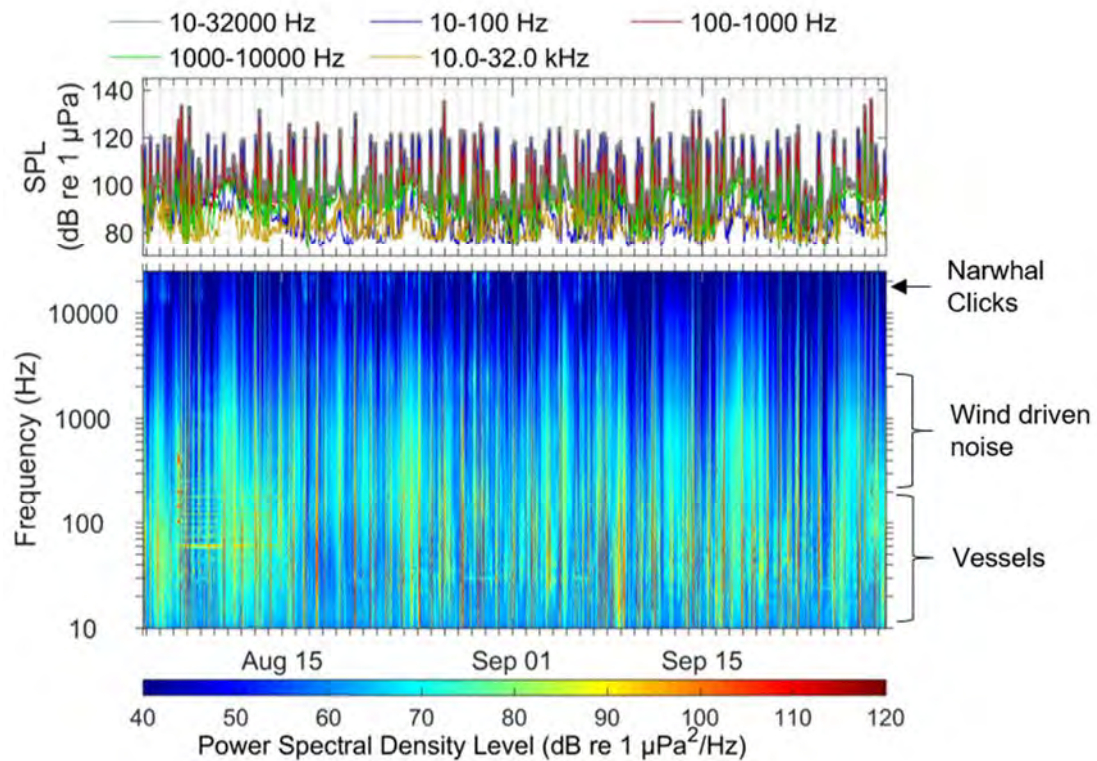 10-32000 Hz 10-100 Hz 100-1000 Hz
1000-10000 Hz 10.0-32.0 kHz
140
120
100
80
SPL
(dB re 1 µPa)
Narwhal
Clicks
10000
1000
100
10
Frequency (Hz)
Wind driven
noise
Vessels
Aug 15 Sep 01 Sep 15
40 50 60 70 80 90 100 110 120
Power Spectral Density Level (dB re 1 µPa²/Hz)